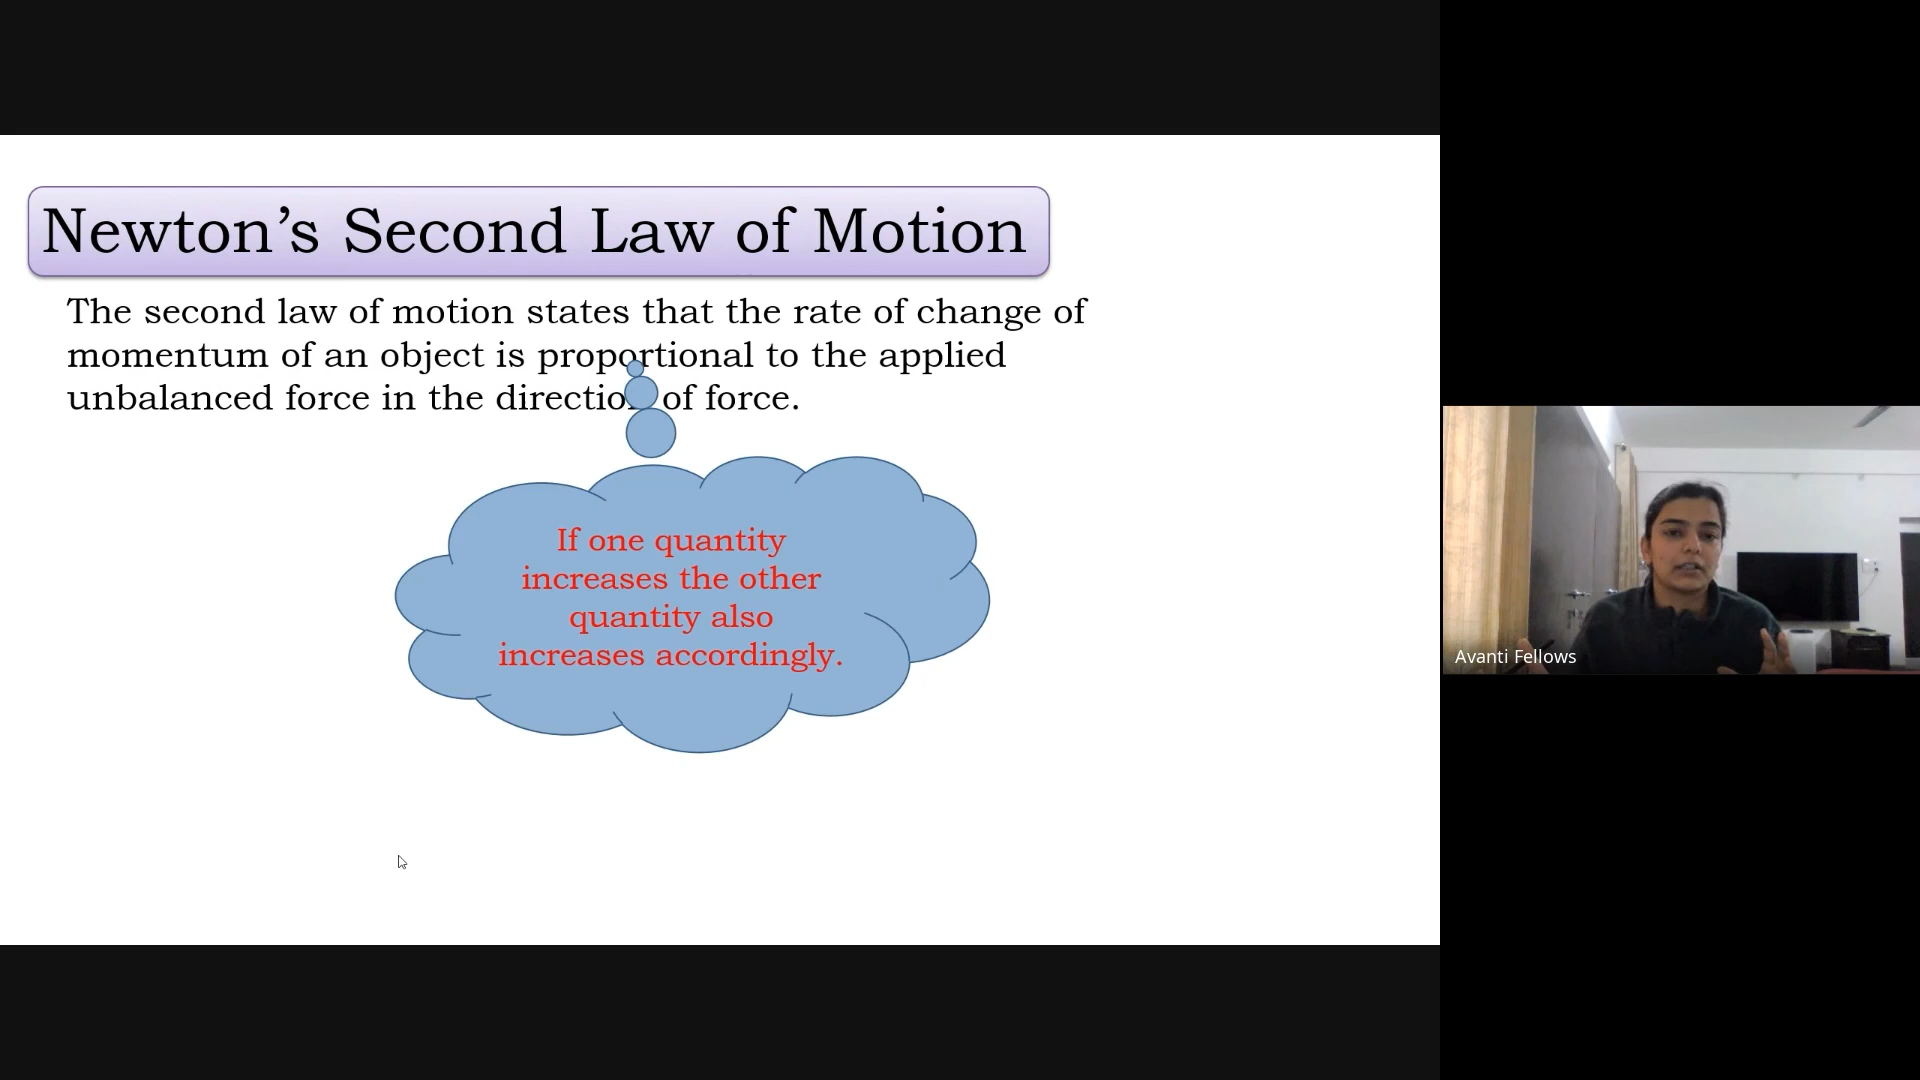 Newton’s Second Law of Motion
The second law of motion states that the rate of change of
momentum of an object is proportional to the applied
unbalanced force in the direction of force.
If one quantity
increases the other
quantity also
increases accordingly.
Avanti Fellows